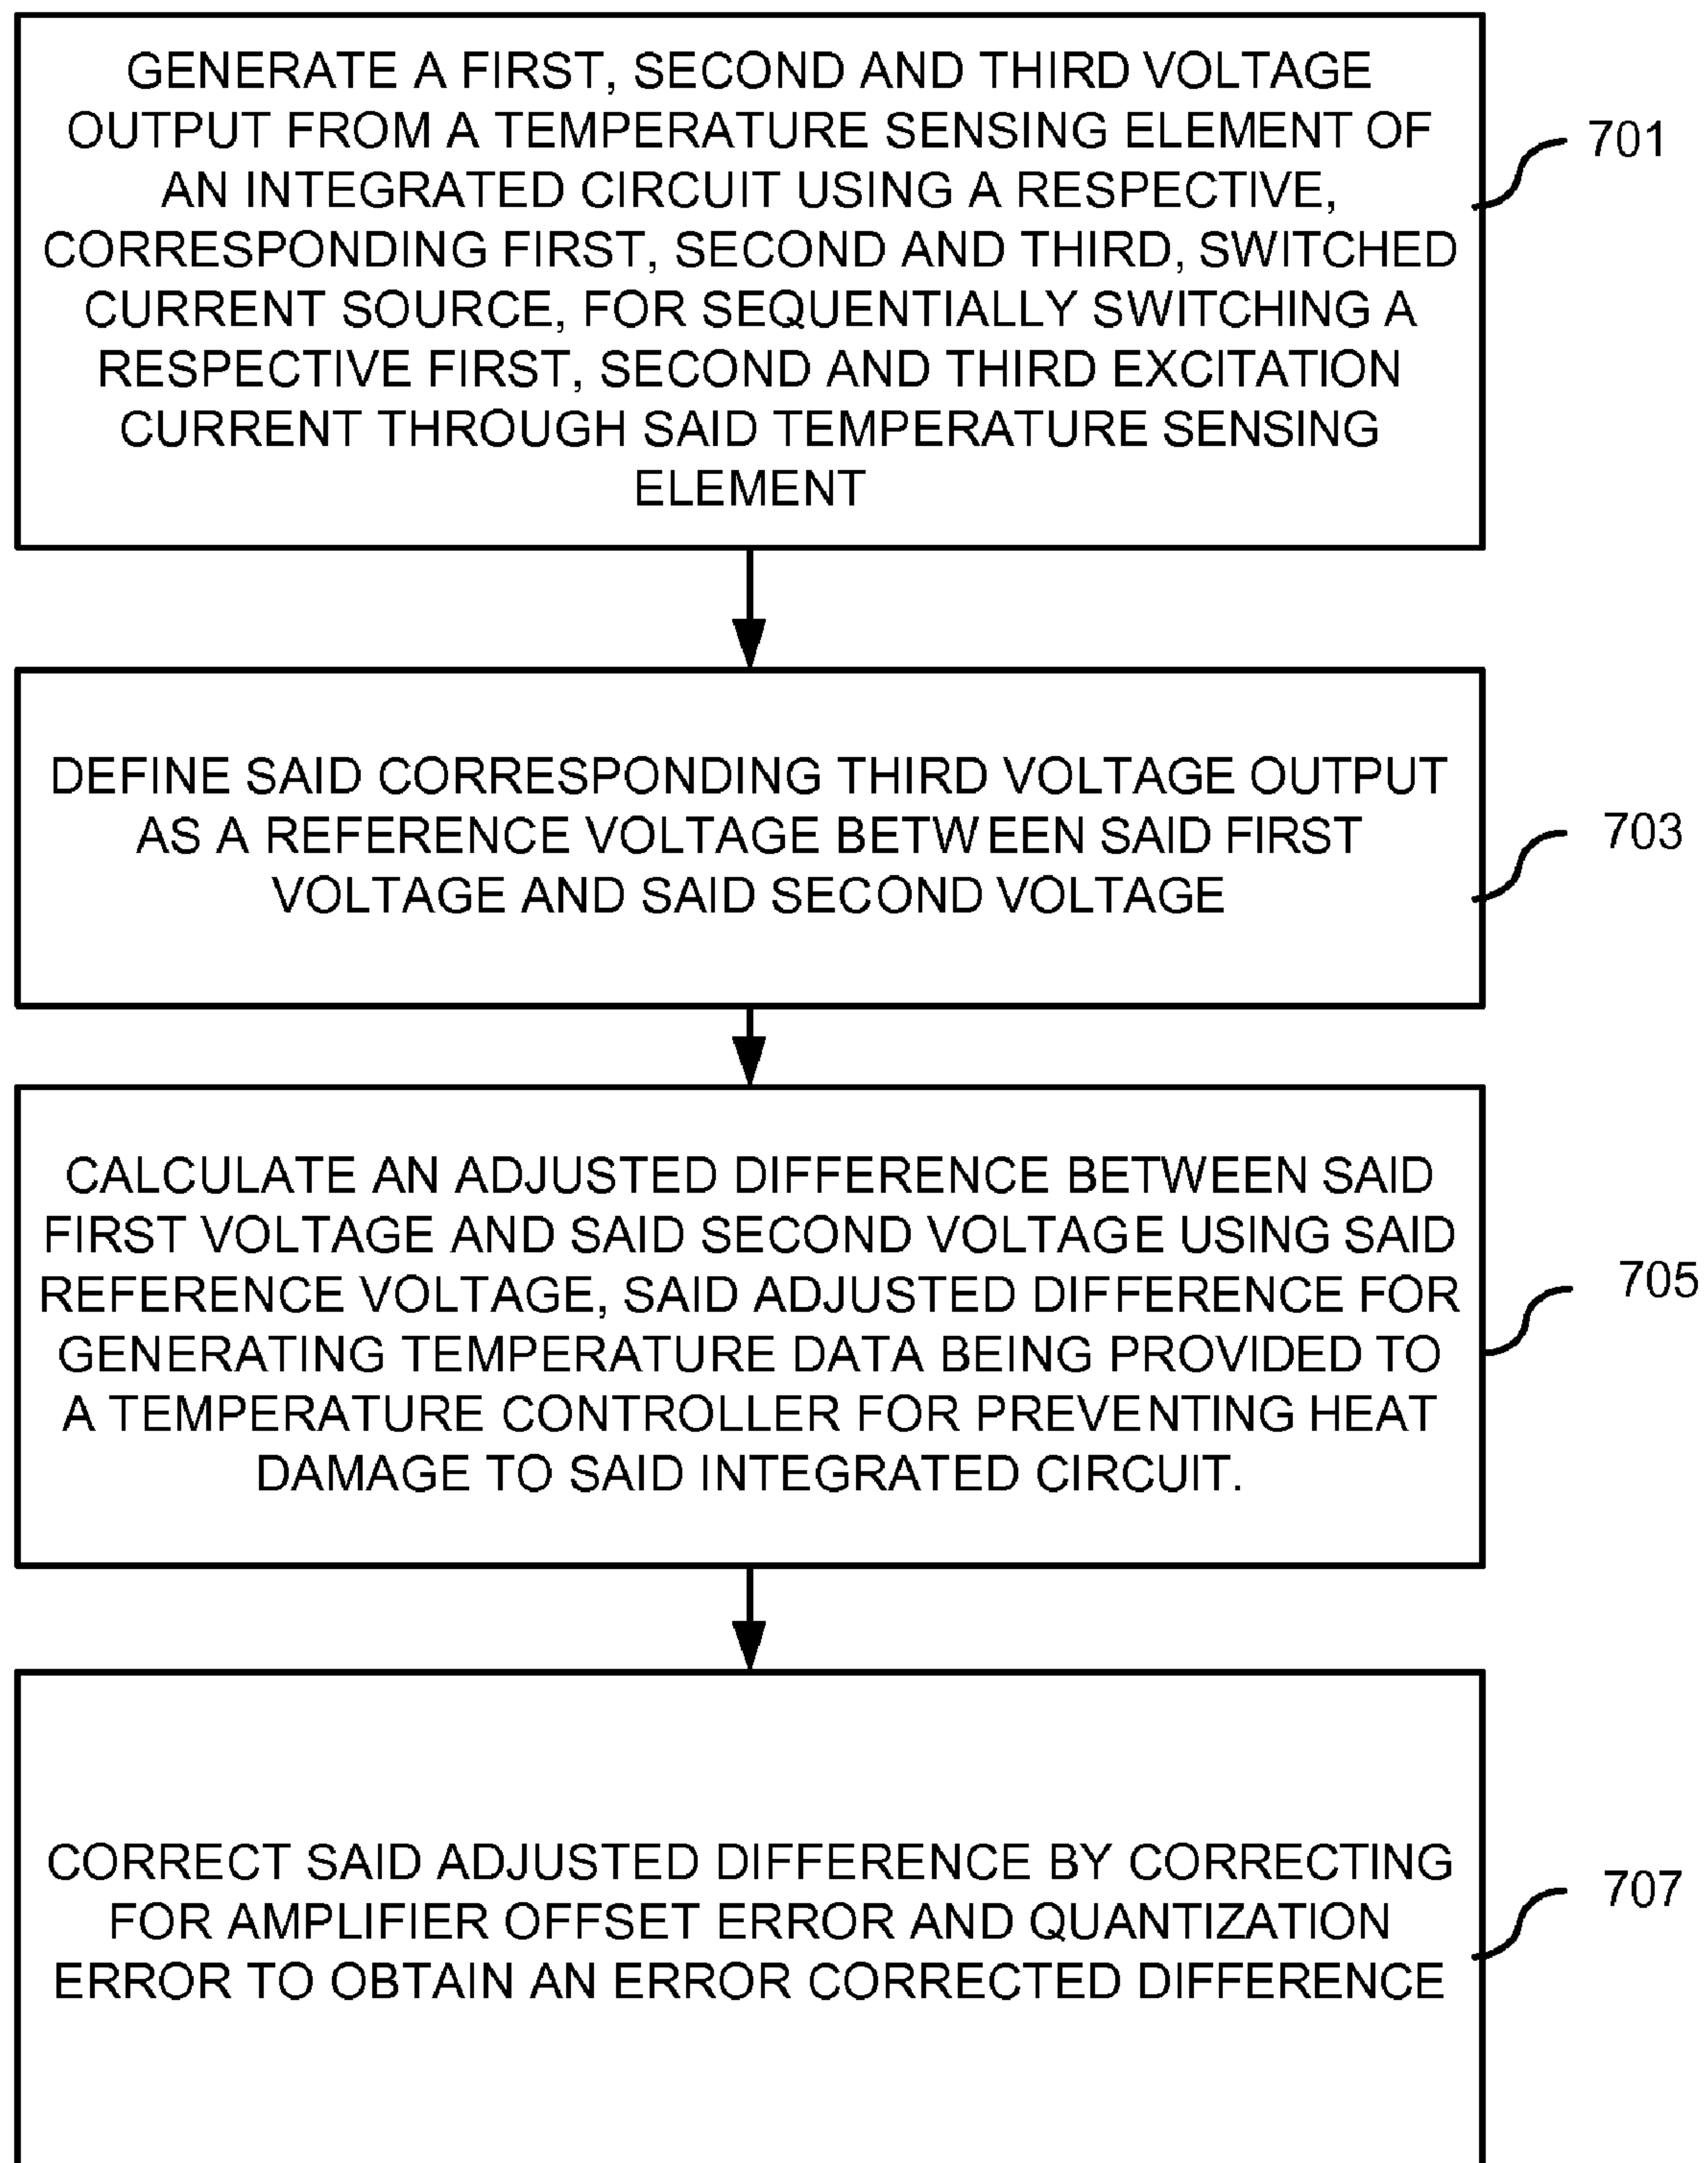 GENERATE A FIRST, SECOND AND THIRD VOLTAGE
OUTPUT FROM A TEMPERATURE SENSING ELEMENT OF
AN INTEGRATED CIRCUIT USING A RESPECTIVE,
CORRESPONDING FIRST, SECOND AND THIRD, SWITCHED
CURRENT SOURCE, FOR SEQUENTIALLY SWITCHING A
RESPECTIVE FIRST, SECOND AND THIRD EXCITATION
CURRENT THROUGH SAID TEMPERATURE SENSING
ELEMENT
701
DEFINE SAID CORRESPONDING THIRD VOLTAGE OUTPUT
AS A REFERENCE VOLTAGE BETWEEN SAID FIRST
VOLTAGE AND SAID SECOND VOLTAGE
703
CALCULATE AN ADJUSTED DIFFERENCE BETWEEN SAID
FIRST VOLTAGE AND SAID SECOND VOLTAGE USING SAID
REFERENCE VOLTAGE, SAID ADJUSTED DIFFERENCE FOR
GENERATING TEMPERATURE DATA BEING PROVIDED TO
A TEMPERATURE CONTROLLER FOR PREVENTING HEAT
DAMAGE TO SAID INTEGRATED CIRCUIT.
705
CORRECT SAID ADJUSTED DIFFERENCE BY CORRECTING
FOR AMPLIFIER OFFSET ERROR AND QUANTIZATION
ERROR TO OBTAIN AN ERROR CORRECTED DIFFERENCE
707